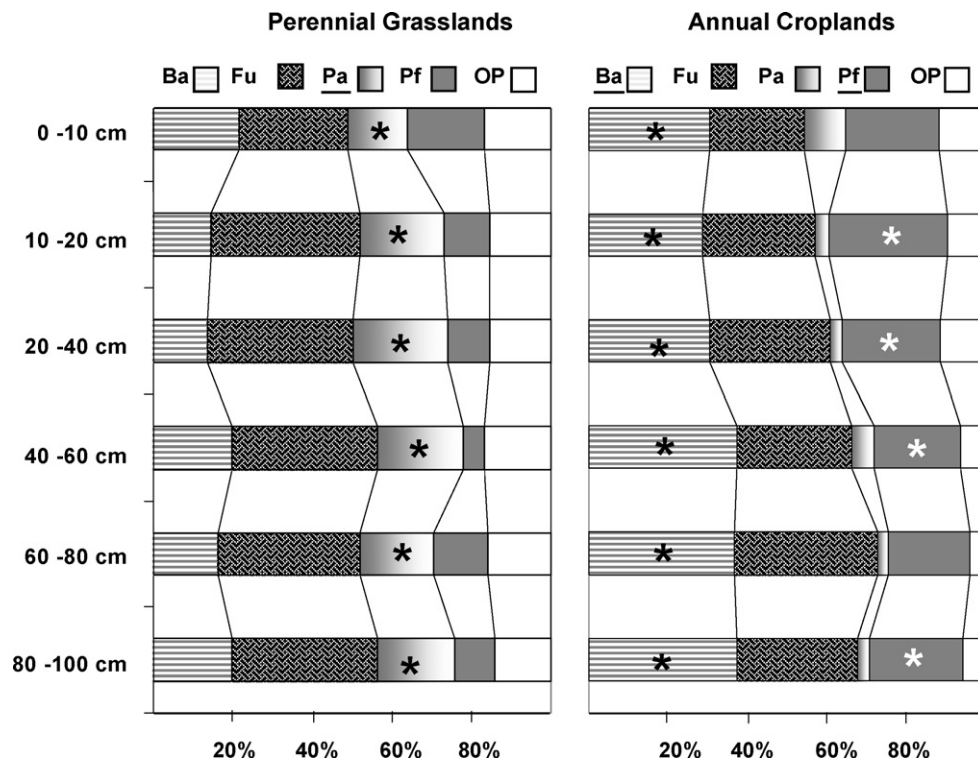 Perennial Grasslands Annual Croplands
Ba Fu Pa Pf OP Ba Fu Pa Pf OP
0 -10 cm * *
10 -20 cm * * *
20 -40 cm * * *
40 -60 cm * * *
60 -80 cm * *
80 -100 cm * * *
20% 40% 60% 80% 20% 40% 60% 80%